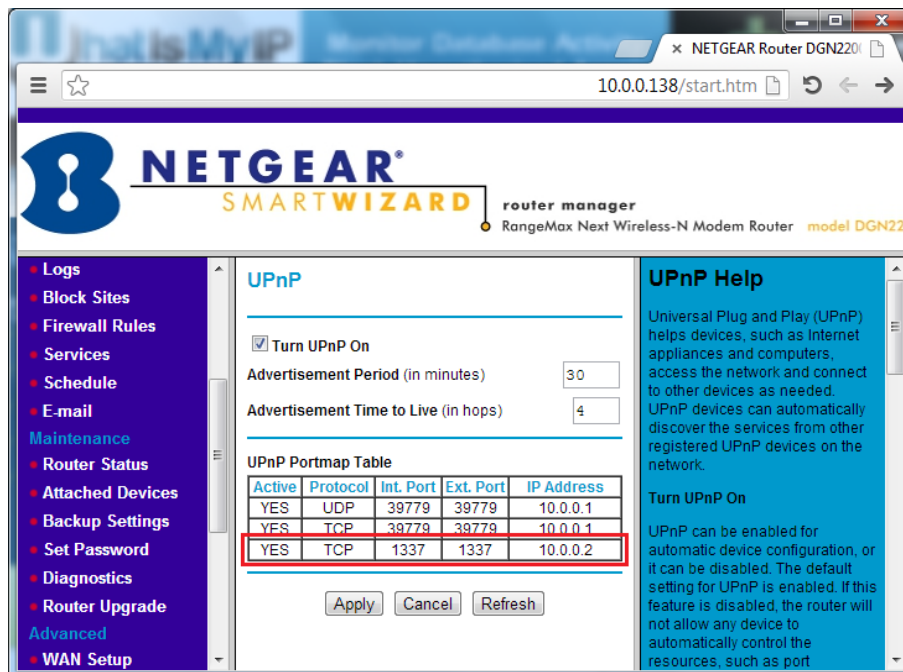 JhatIsMyIP Monitor Database Acti
NETGEAR Router DGN220
10.0.0.138/start.htm
NETGEAR®
SMARTWIZARD
router manager
RangeMax Next Wireless-N Modem Router model DGN22
Logs
Block Sites
Firewall Rules
Services
Schedule
E-mail
Maintenance
Router Status
Attached Devices
Backup Settings
Set Password
Diagnostics
Router Upgrade
Advanced
WAN Setup
UPnP
Turn UPnP On
Advertisement Period (in minutes) 30
Advertisement Time to Live (in hops) 4
UPnP Portmap Table
Active Protocol Int. Port Ext. Port IP Address
YES UDP 39779 39779 10.0.0.1
YES TCP 39779 39779 10.0.0.1
YES TCP 1337 1337 10.0.0.2
Apply Cancel Refresh
UPnP Help
Universal Plug and Play (UPnP)
helps devices, such as Internet
appliances and computers,
access the network and connect
to other devices as needed.
UPnP devices can automatically
discover the services from other
registered UPnP devices on the
network.
Turn UPnP On
UPnP can be enabled for
automatic device configuration, or
it can be disabled. The default
setting for UPnP is enabled. If this
feature is disabled, the router will
not allow any device to
automatically control the
resources, such as port